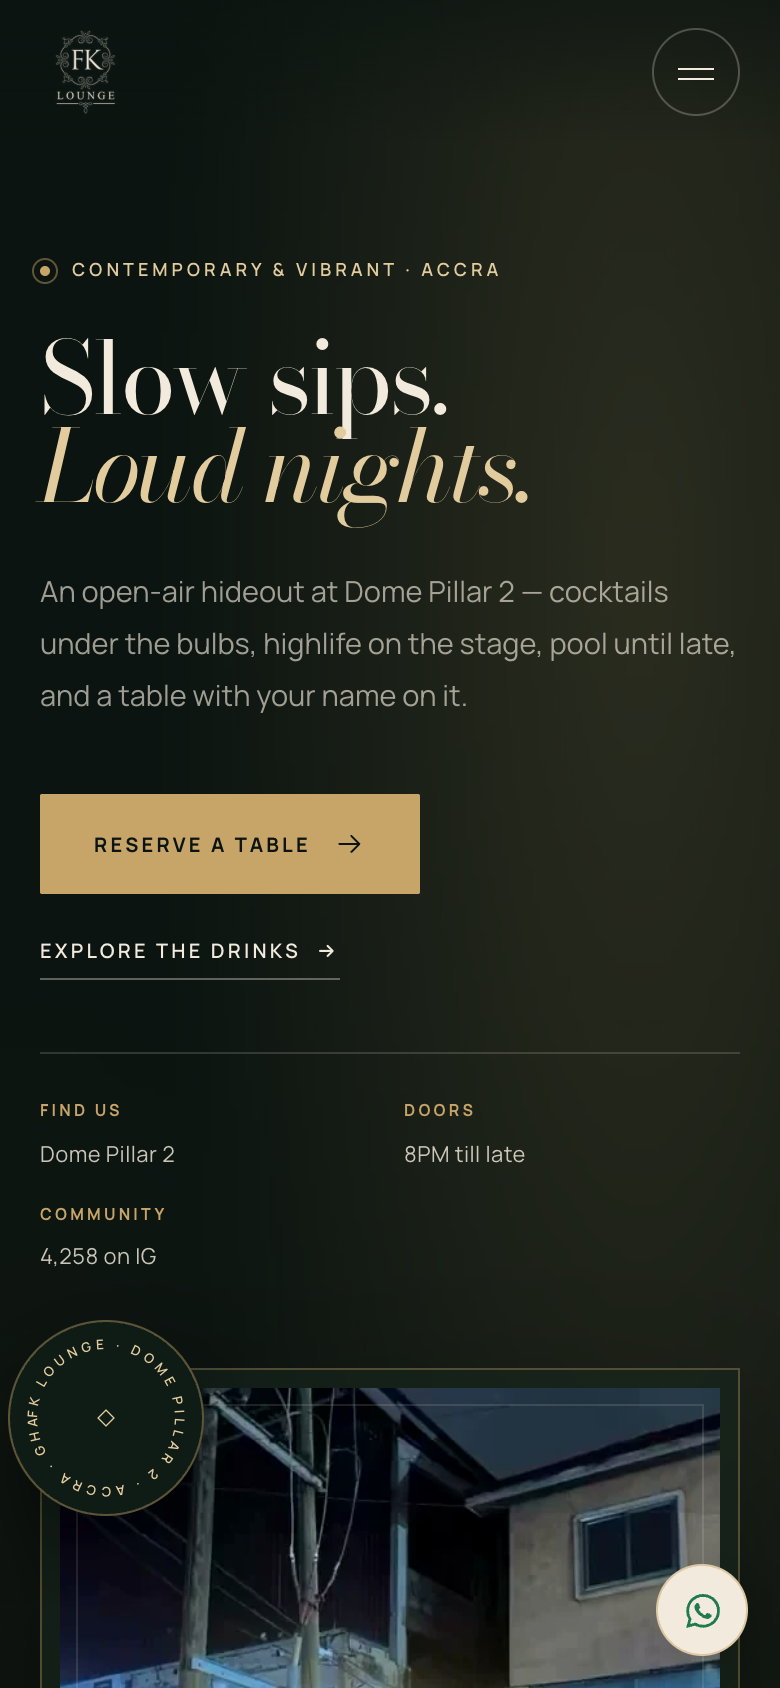 FK
LOUNGE
CONTEMPORARY & VIBRANT · ACCRA
Slow sips.
Loud nights.
An open-air hideout at Dome Pillar 2 — cocktails
under the bulbs, highlife on the stage, pool until late,
and a table with your name on it.
RESERVE A TABLE →
EXPLORE THE DRINKS →
FIND US
Dome Pillar 2
DOORS
8PM till late
COMMUNITY
4,258 on IG
FK LOUNGE · DOME PILLAR 2 · ACCRA · GHA